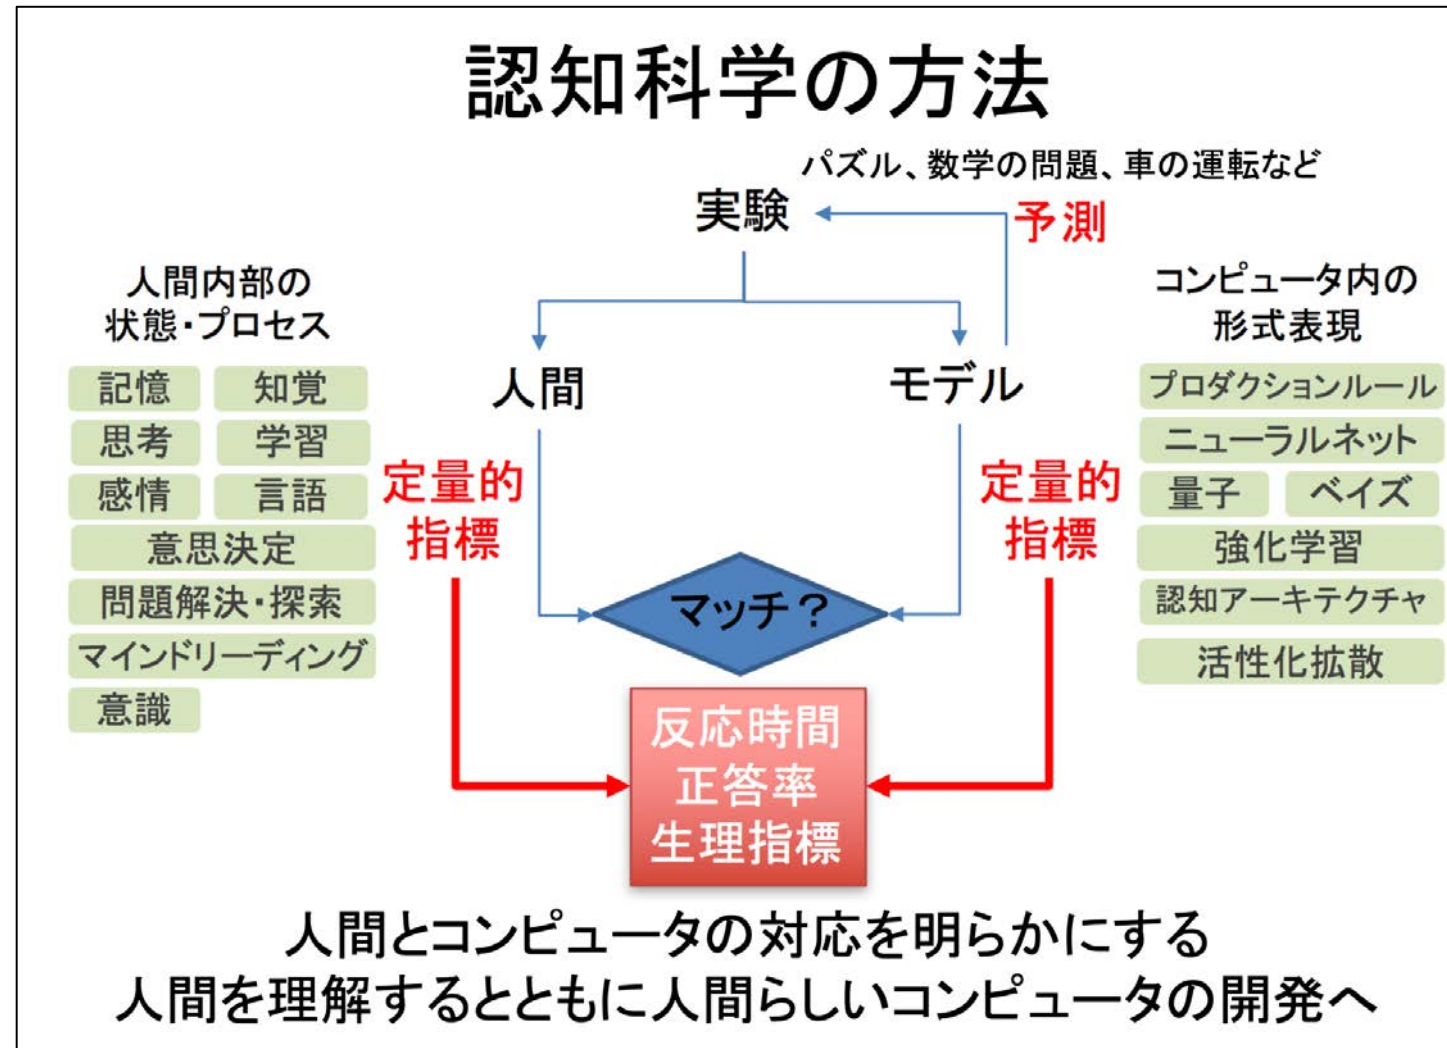 認知科学の方法
パズル、数学の問題、車の運転など
実験
予測
人間内部の
状態・プロセス
記憶
知覚
思考
学習
感情
言語
意思決定
問題解決・探索
マインドリーディング
意識
人間
モデル
定量的
指標
定量的
指標
コンピュータ内の
形式表現
プロダクションルール
ニューラルネット
量子
ベイズ
強化学習
認知アーキテクチャ
活性化拡散
マッチ？
反応時間
正答率
生理指標
人間とコンピュータの対応を明らかにする
人間を理解するとともに人間らしいコンピュータの開発へ